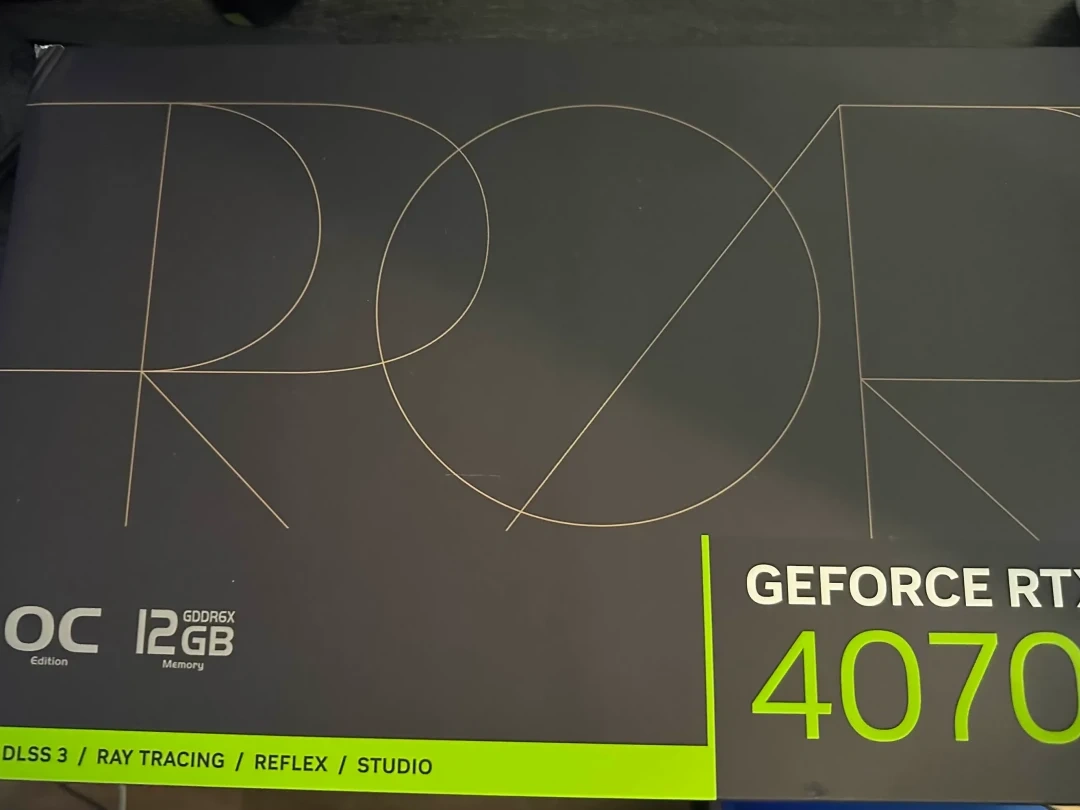 GEFORCE RTX
4070
OC
Edition
12GB
GDDR6X
Memory
DLSS 3 / RAY TRACING / REFLEX / STUDIO